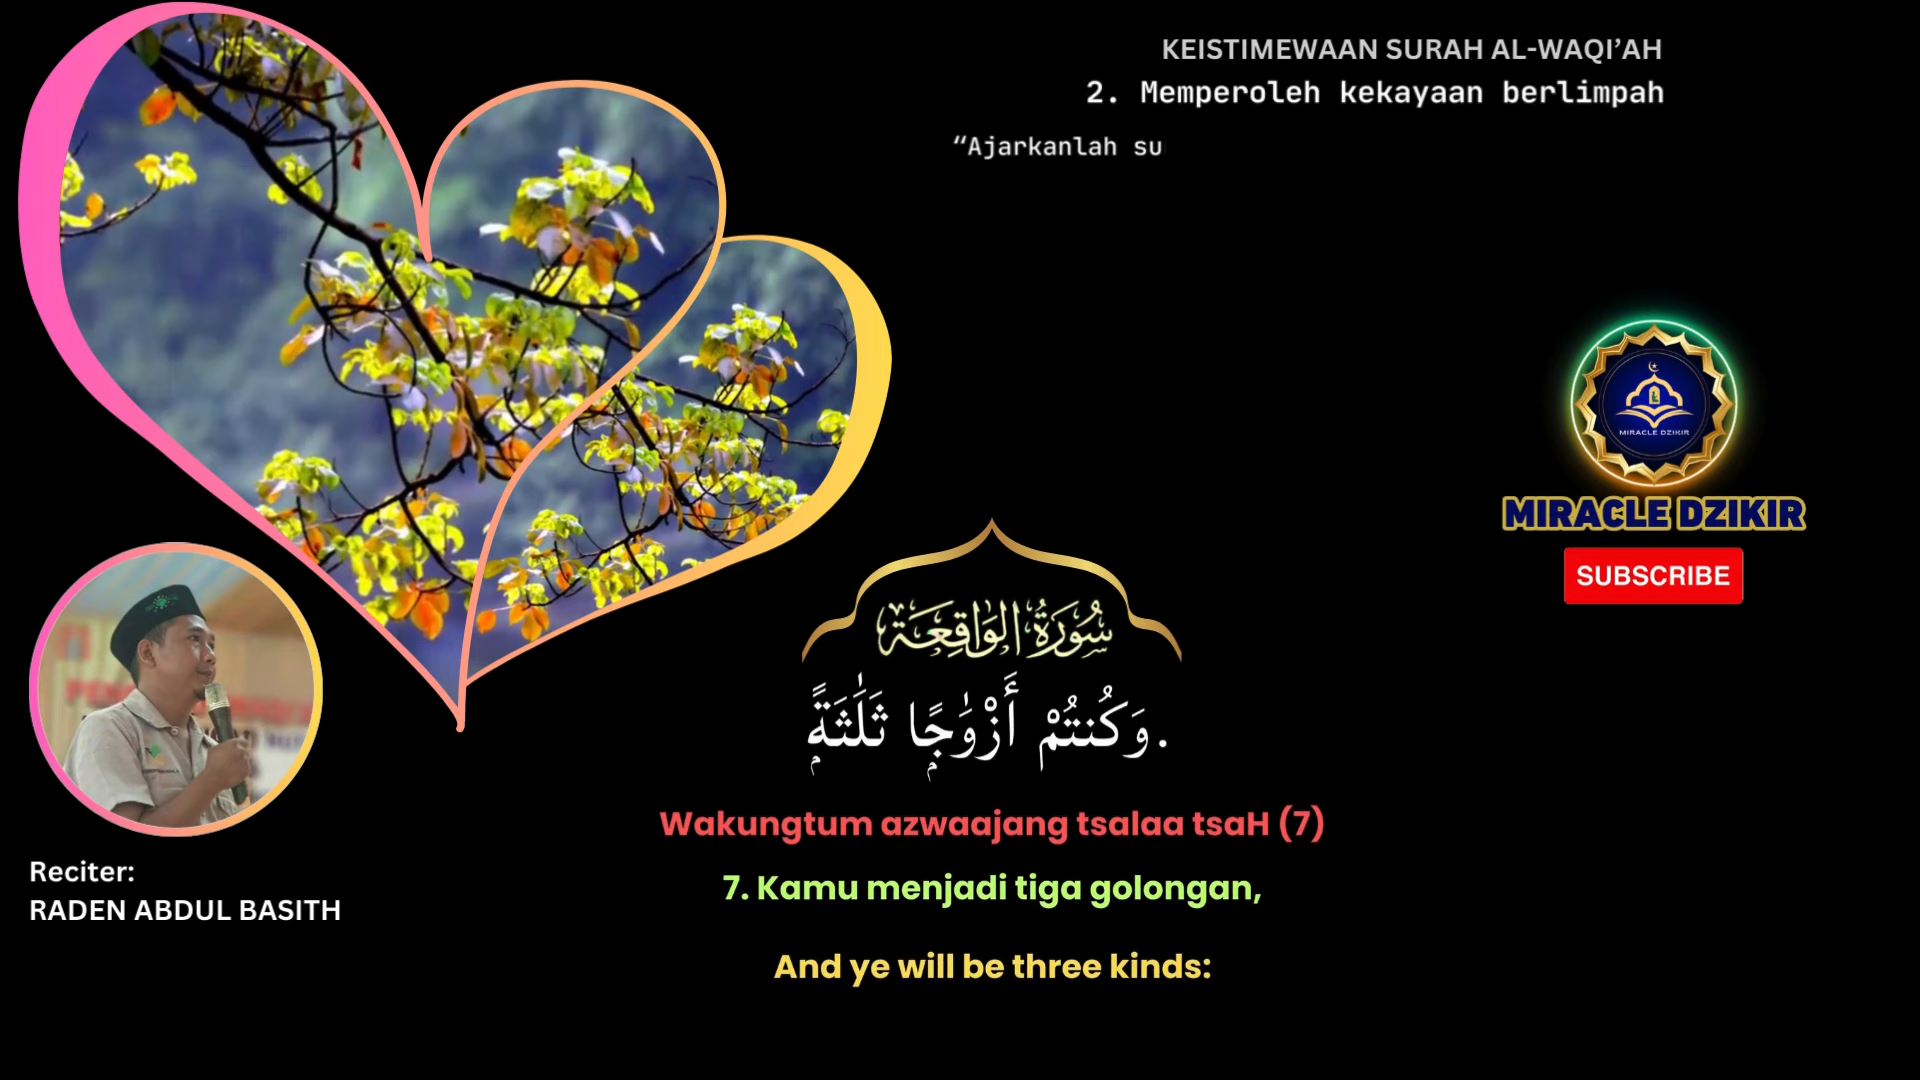 KEISTIMEWAAN SURAH AL-WAQI’AH
2. Memperoleh kekayaan berlimpah
“Ajarkanlah su
MIRACLE DZIKIR
MIRACLE DZIKIR
SUBSCRIBE
سُورَةُ الوَاقِعَة
وَكُنتُمْ أَزْوَٰجًۭا ثَلَـٰثَةًۭ.
Wakungtum azwaajang tsalaa tsaH (7)
7. Kamu menjadi tiga golongan,
And ye will be three kinds:
Reciter:
RADEN ABDUL BASITH